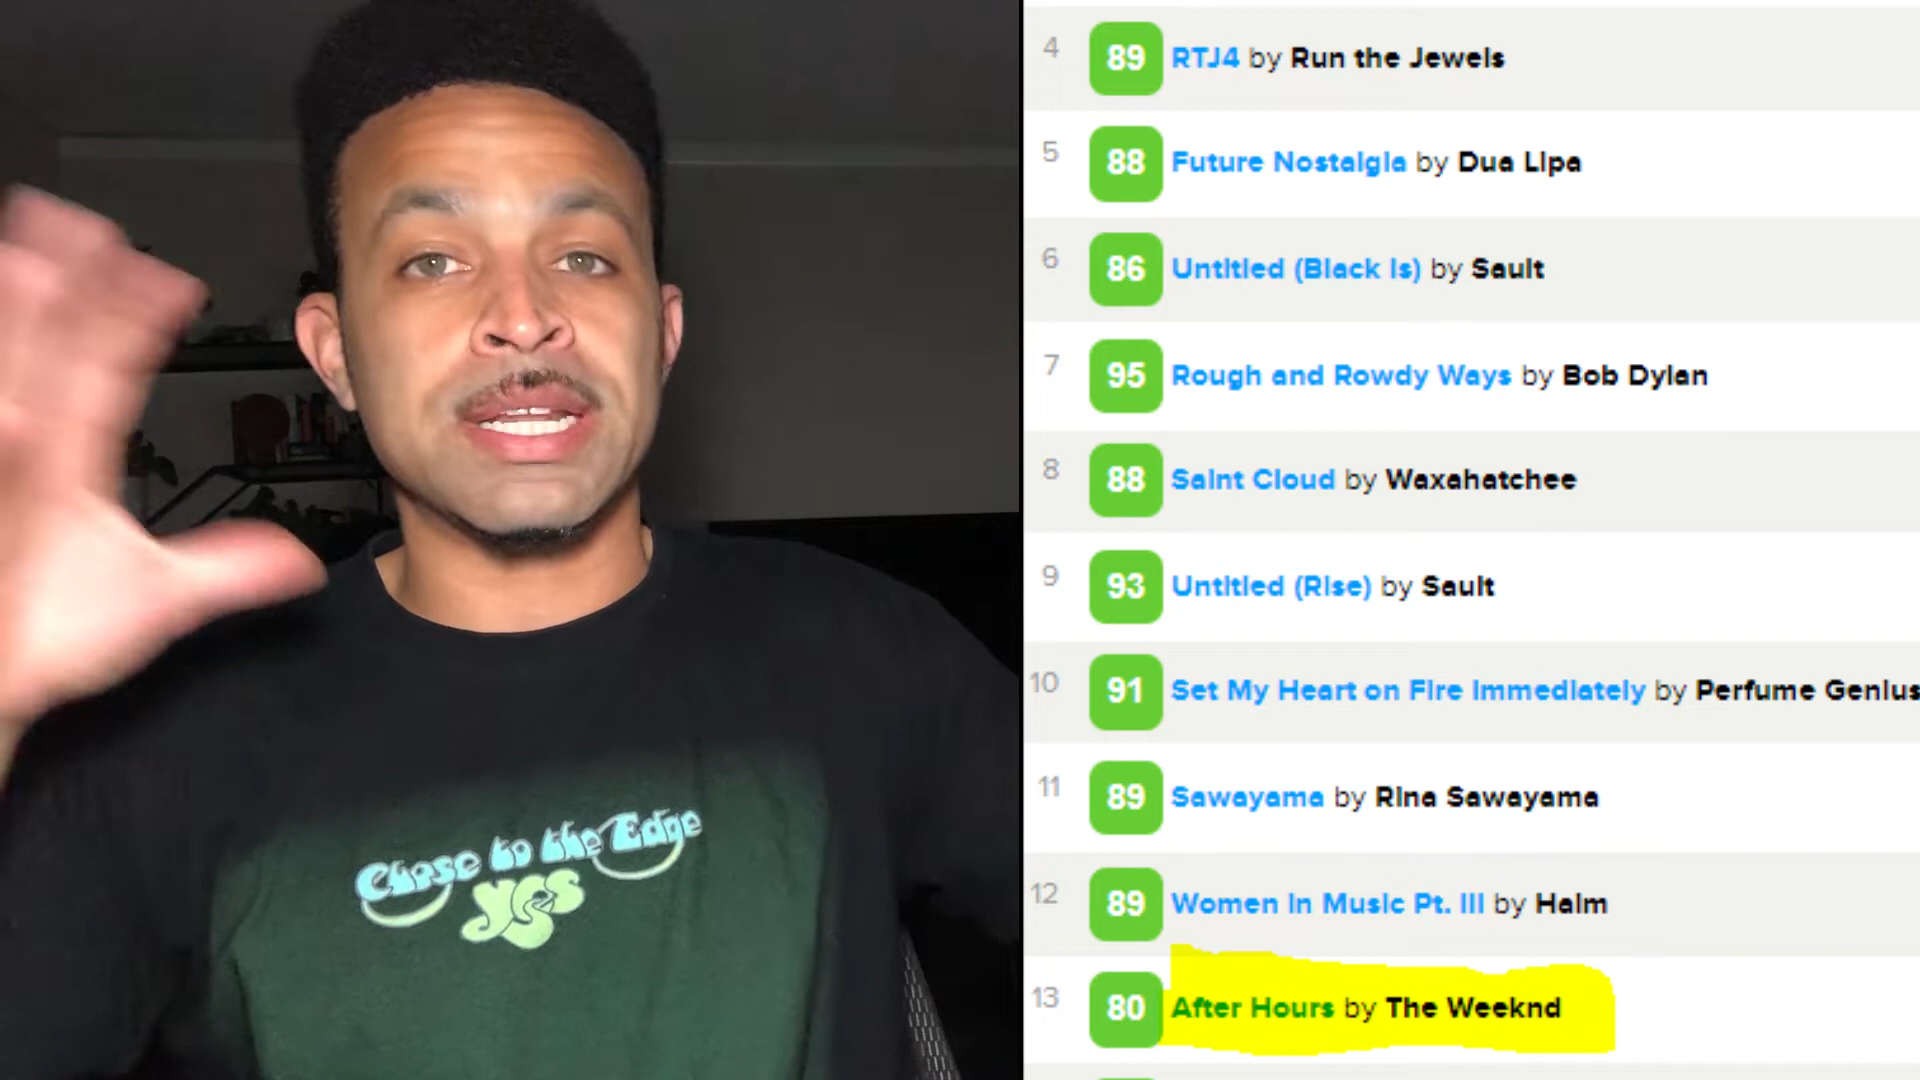 Close to the Edge
yes
4 89 RTJ4 by Run the Jewels
5 88 Future Nostalgia by Dua Lipa
6 86 Untitled (Black Is) by Sault
7 95 Rough and Rowdy Ways by Bob Dylan
8 88 Saint Cloud by Waxahatchee
9 93 Untitled (Rise) by Sault
10 91 Set My Heart on Fire Immediately by Perfume Genius
11 89 Sawayama by Rina Sawayama
12 89 Women In Music Pt. III by Haim
13 80 After Hours by The Weeknd